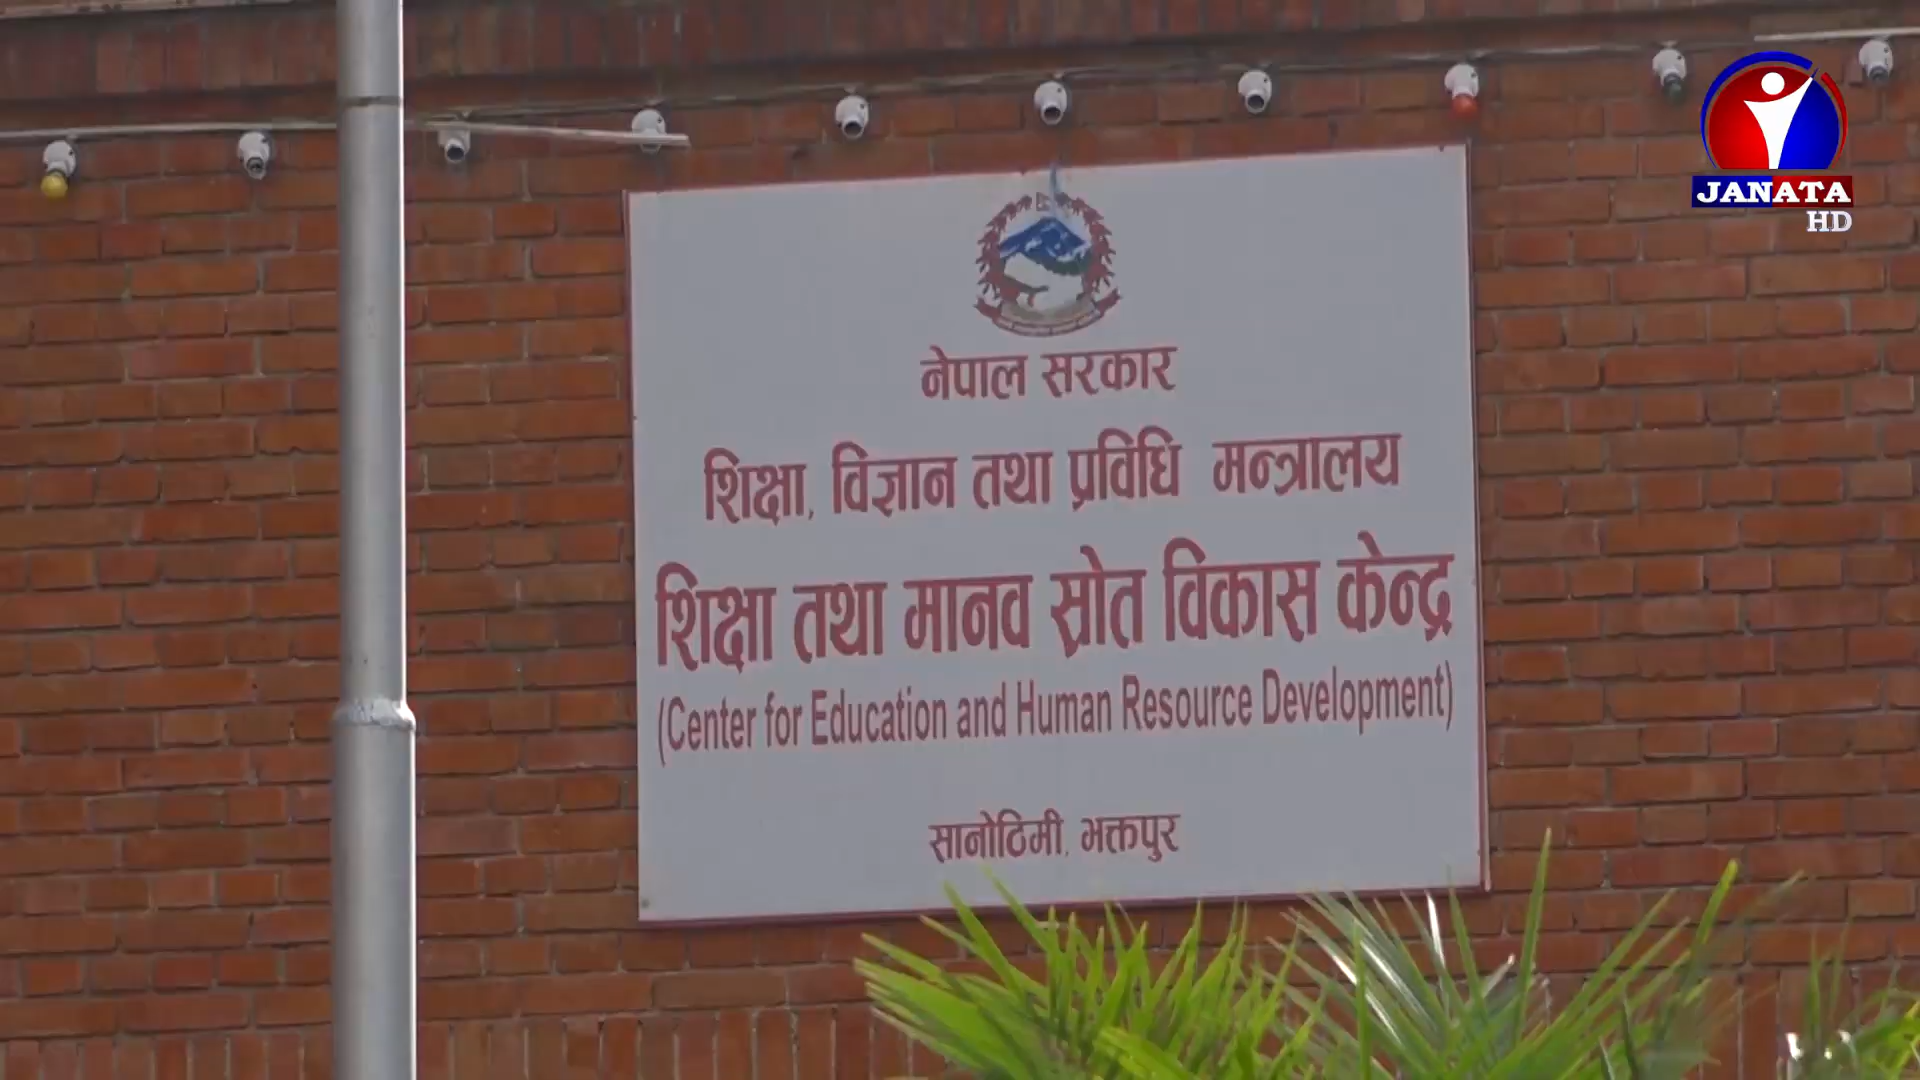 JANATA
HD
नेपाल सरकार
शिक्षा, विज्ञान तथा प्रविधि मन्त्रालय
शिक्षा तथा मानव स्रोत विकास केन्द्र
(Center for Education and Human Resource Development)
सानोठिमी, भक्तपुर